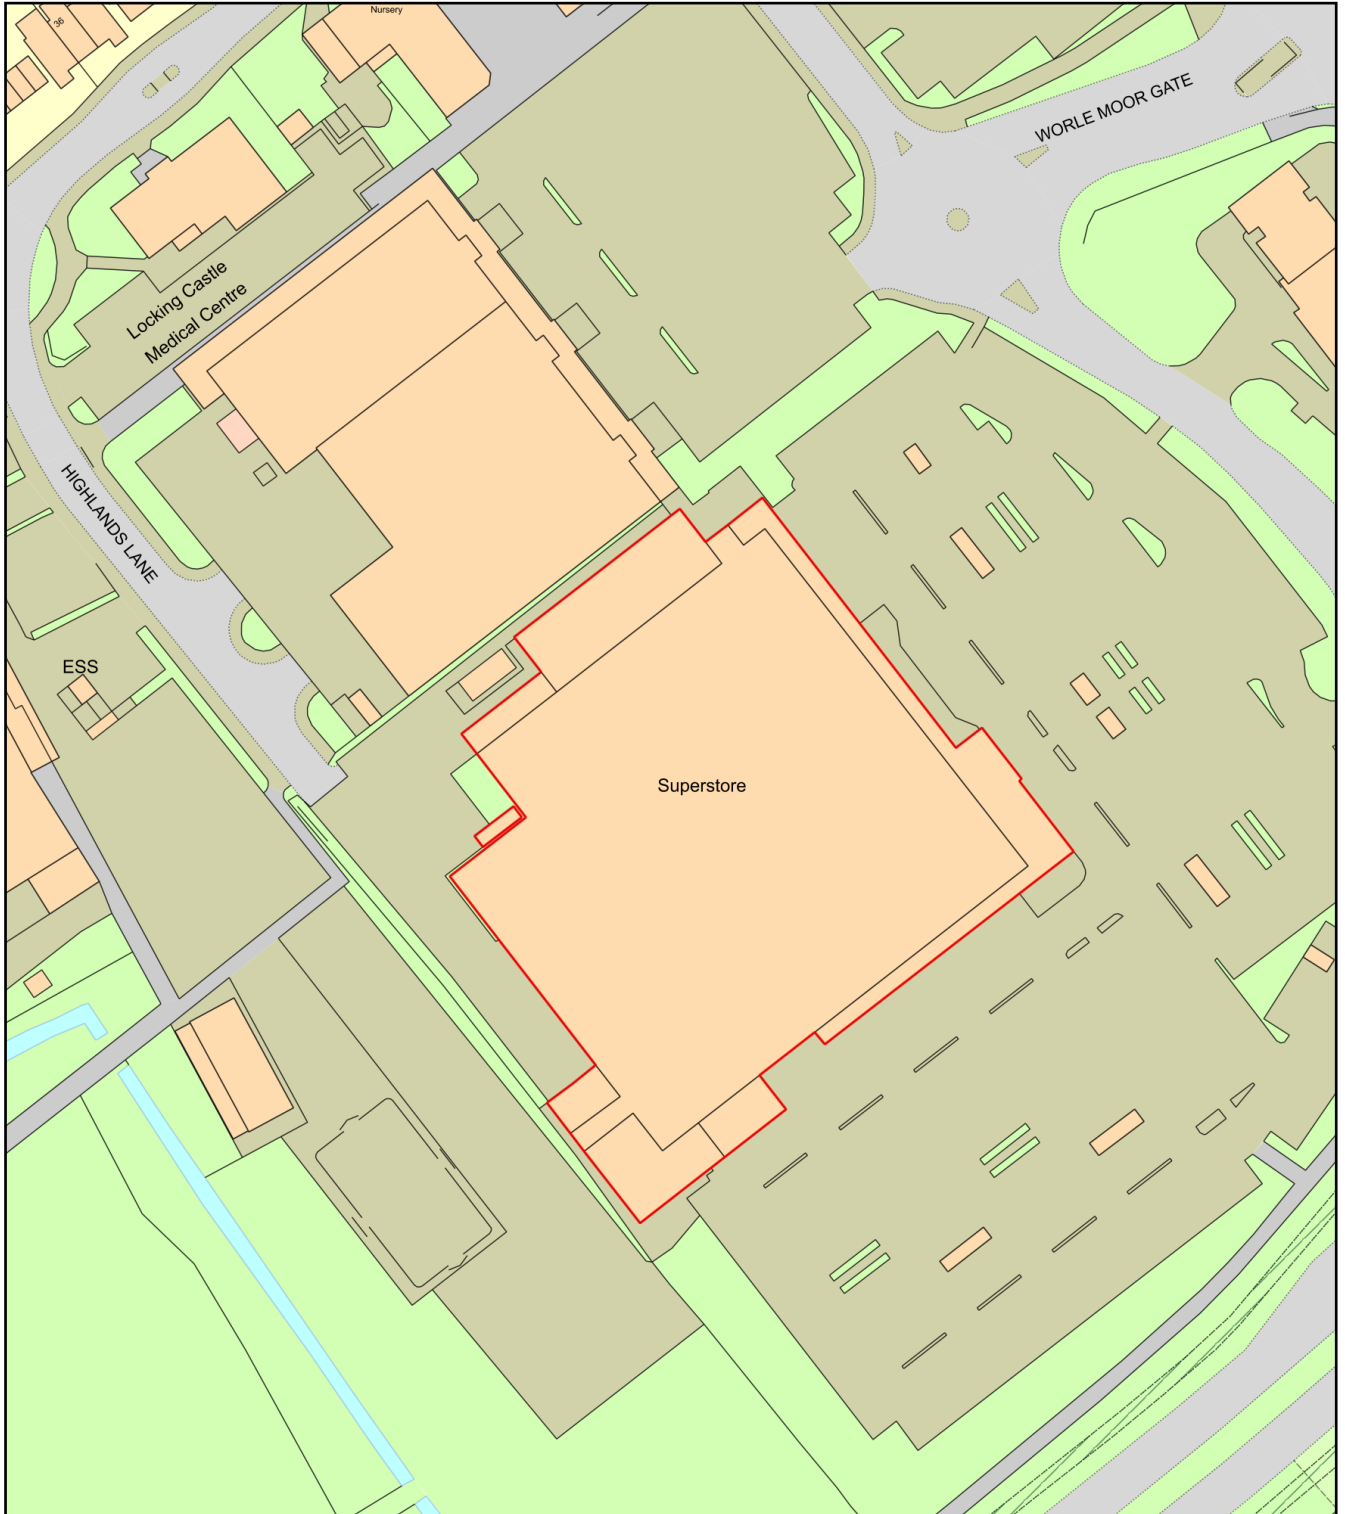 36
Nursery
WORLE MOOR GATE
Locking Castle
Medical Centre
HIGHLANDS LANE
ESS
Superstore